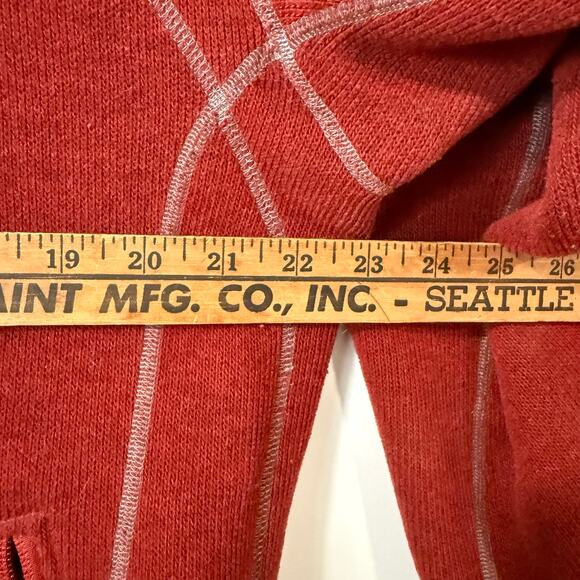 19 20 21 22 23 24 25 26
AINT MFG. CO., INC. - SEATTLE